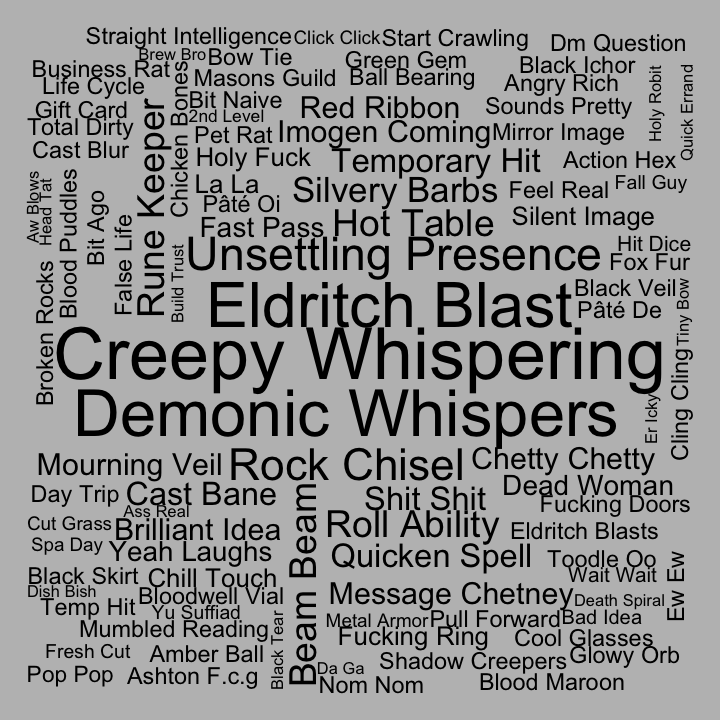 Straight Intelligence
Click Click
Start Crawling
Dm Question
Brew Bro
Bow Tie
Green Gem
Black Ichor
Business Rat
Masons Guild
Ball Bearing
Angry Rich
Life Cycle
Chicken Bones
Bit Naive
Red Ribbon
Sounds Pretty
Holy Robit
Quick Errand
Gift Card
2nd Level
Total Dirty
Rune Keeper
Pet Rat
Imogen Coming
Mirror Image
Cast Blur
Holy Fuck
Temporary Hit
Action Hex
Aw Blows
Head Tat
Blood Puddles
Bit Ago
False Life
La La
Silvery Barbs
Feel Real
Fall Guy
Pâté Oi
Fast Pass
Hot Table
Silent Image
Build Trust
Unsettling Presence
Hit Dice
Fox Fur
Broken Rocks
Eldritch Blast
Black Veil
Pâté De
Tiny Bow
Creepy Whispering
Cling Cling
Demonic Whispers
Er Icky
Mourning Veil
Rock Chisel
Chetty Chetty
Day Trip
Cast Bane
Shit Shit
Dead Woman
Fucking Doors
Ass Real
Cut Grass
Brilliant Idea
Beam Beam
Roll Ability
Eldritch Blasts
Spa Day
Yeah Laughs
Quicken Spell
Toodle Oo
Black Skirt
Chill Touch
Wait Wait
Ew Ew
Dish Bish
Bloodwell Vial
Message Chetney
Death Spiral
Temp Hit
Yu Suffiad
Metal Armor
Pull Forward
Bad Idea
Mumbled Reading
Black Tear
Fucking Ring
Cool Glasses
Fresh Cut
Amber Ball
Shadow Creepers
Glowy Orb
Pop Pop
Ashton F.c.g
Da Ga
Nom Nom
Blood Maroon